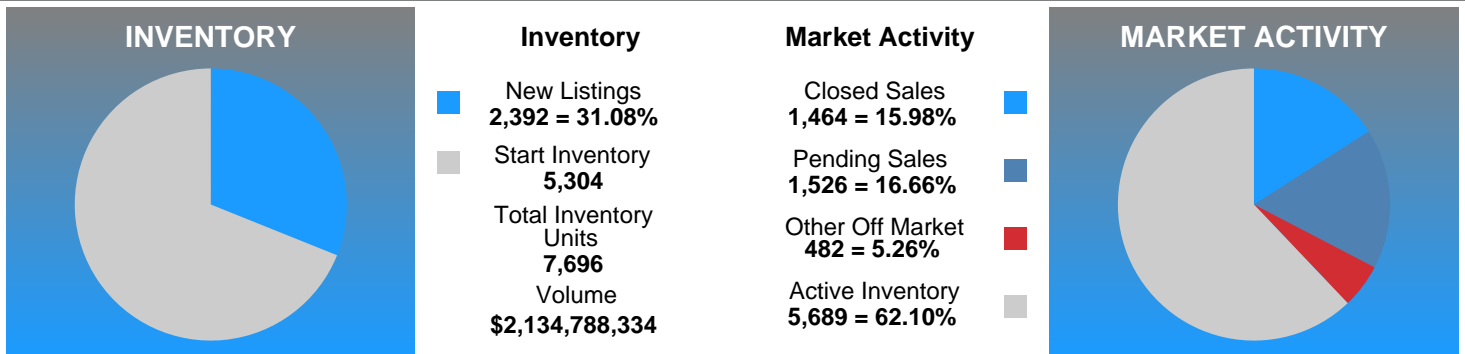 INVENTORY
Inventory
New Listings
2,392 = 31.08%
Start Inventory
5,304
Total Inventory
Units
7,696
Volume
$2,134,788,334
Market Activity
Closed Sales
1,464 = 15.98%
Pending Sales
1,526 = 16.66%
Other Off Market
482 = 5.26%
Active Inventory
5,689 = 62.10%
MARKET ACTIVITY